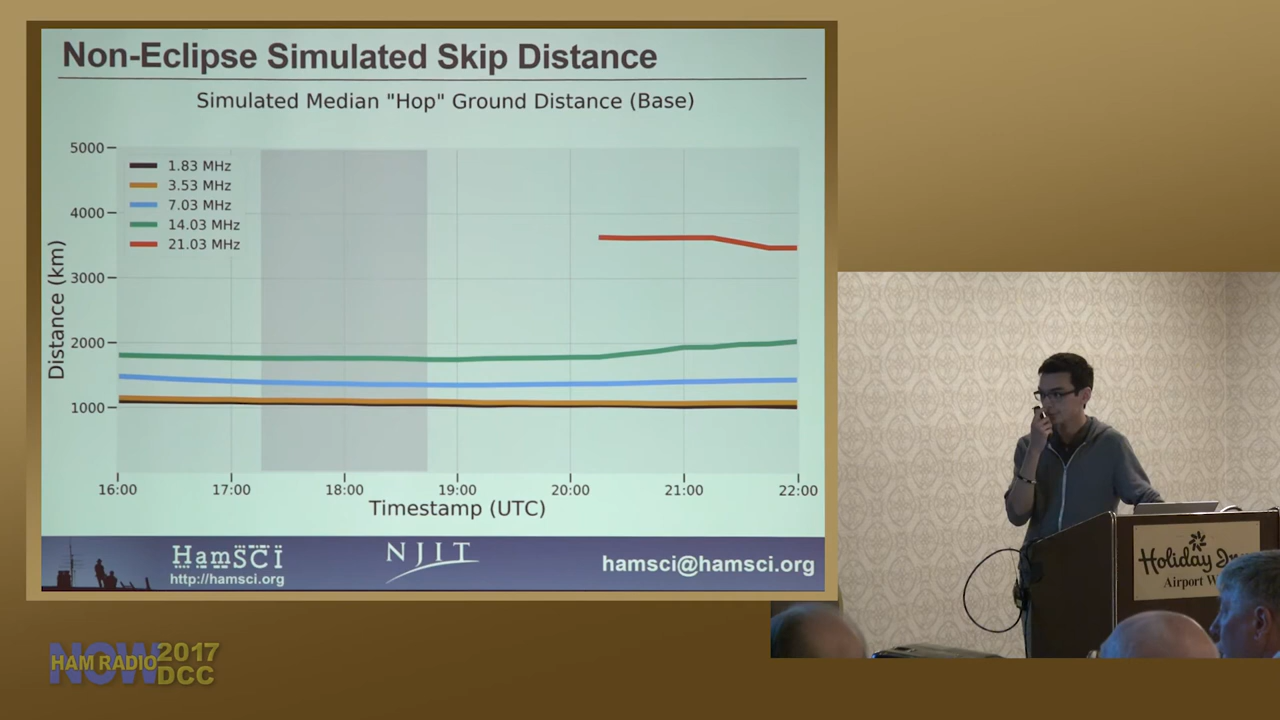 Non-Eclipse Simulated Skip Distance
Simulated Median "Hop" Ground Distance (Base)
Distance (km)
5000
4000
3000
2000
1000
1.83 MHz
3.53 MHz
7.03 MHz
14.03 MHz
21.03 MHz
16:00 17:00 18:00 19:00 20:00 21:00 22:00
Timestamp (UTC)
HamSCI
http://hamsci.org
NJIT
hamsci@hamsci.org
Holiday
Airport
NOW
HAM RADIO
2017
DCC